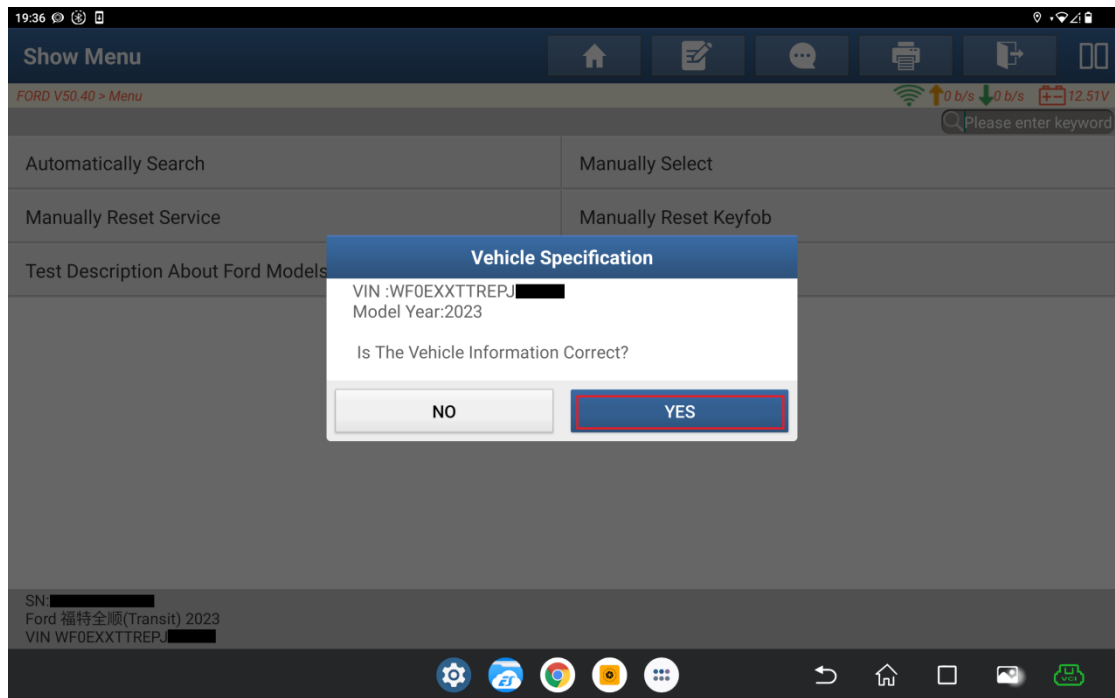 19:36
Show Menu
FORD V50.40 > Menu
0 b/s 0 b/s 12.51V
Please enter keyword
Automatically Search
Manually Select
Manually Reset Service
Manually Reset Keyfob
Test Description About Ford Models
Vehicle Specification
VIN :WF0EXXTTREPJ
Model Year:2023
Is The Vehicle Information Correct?
NO
YES
SN:
Ford 福特全顺(Transit) 2023
VIN WF0EXXTTREPJ
ES
VCI